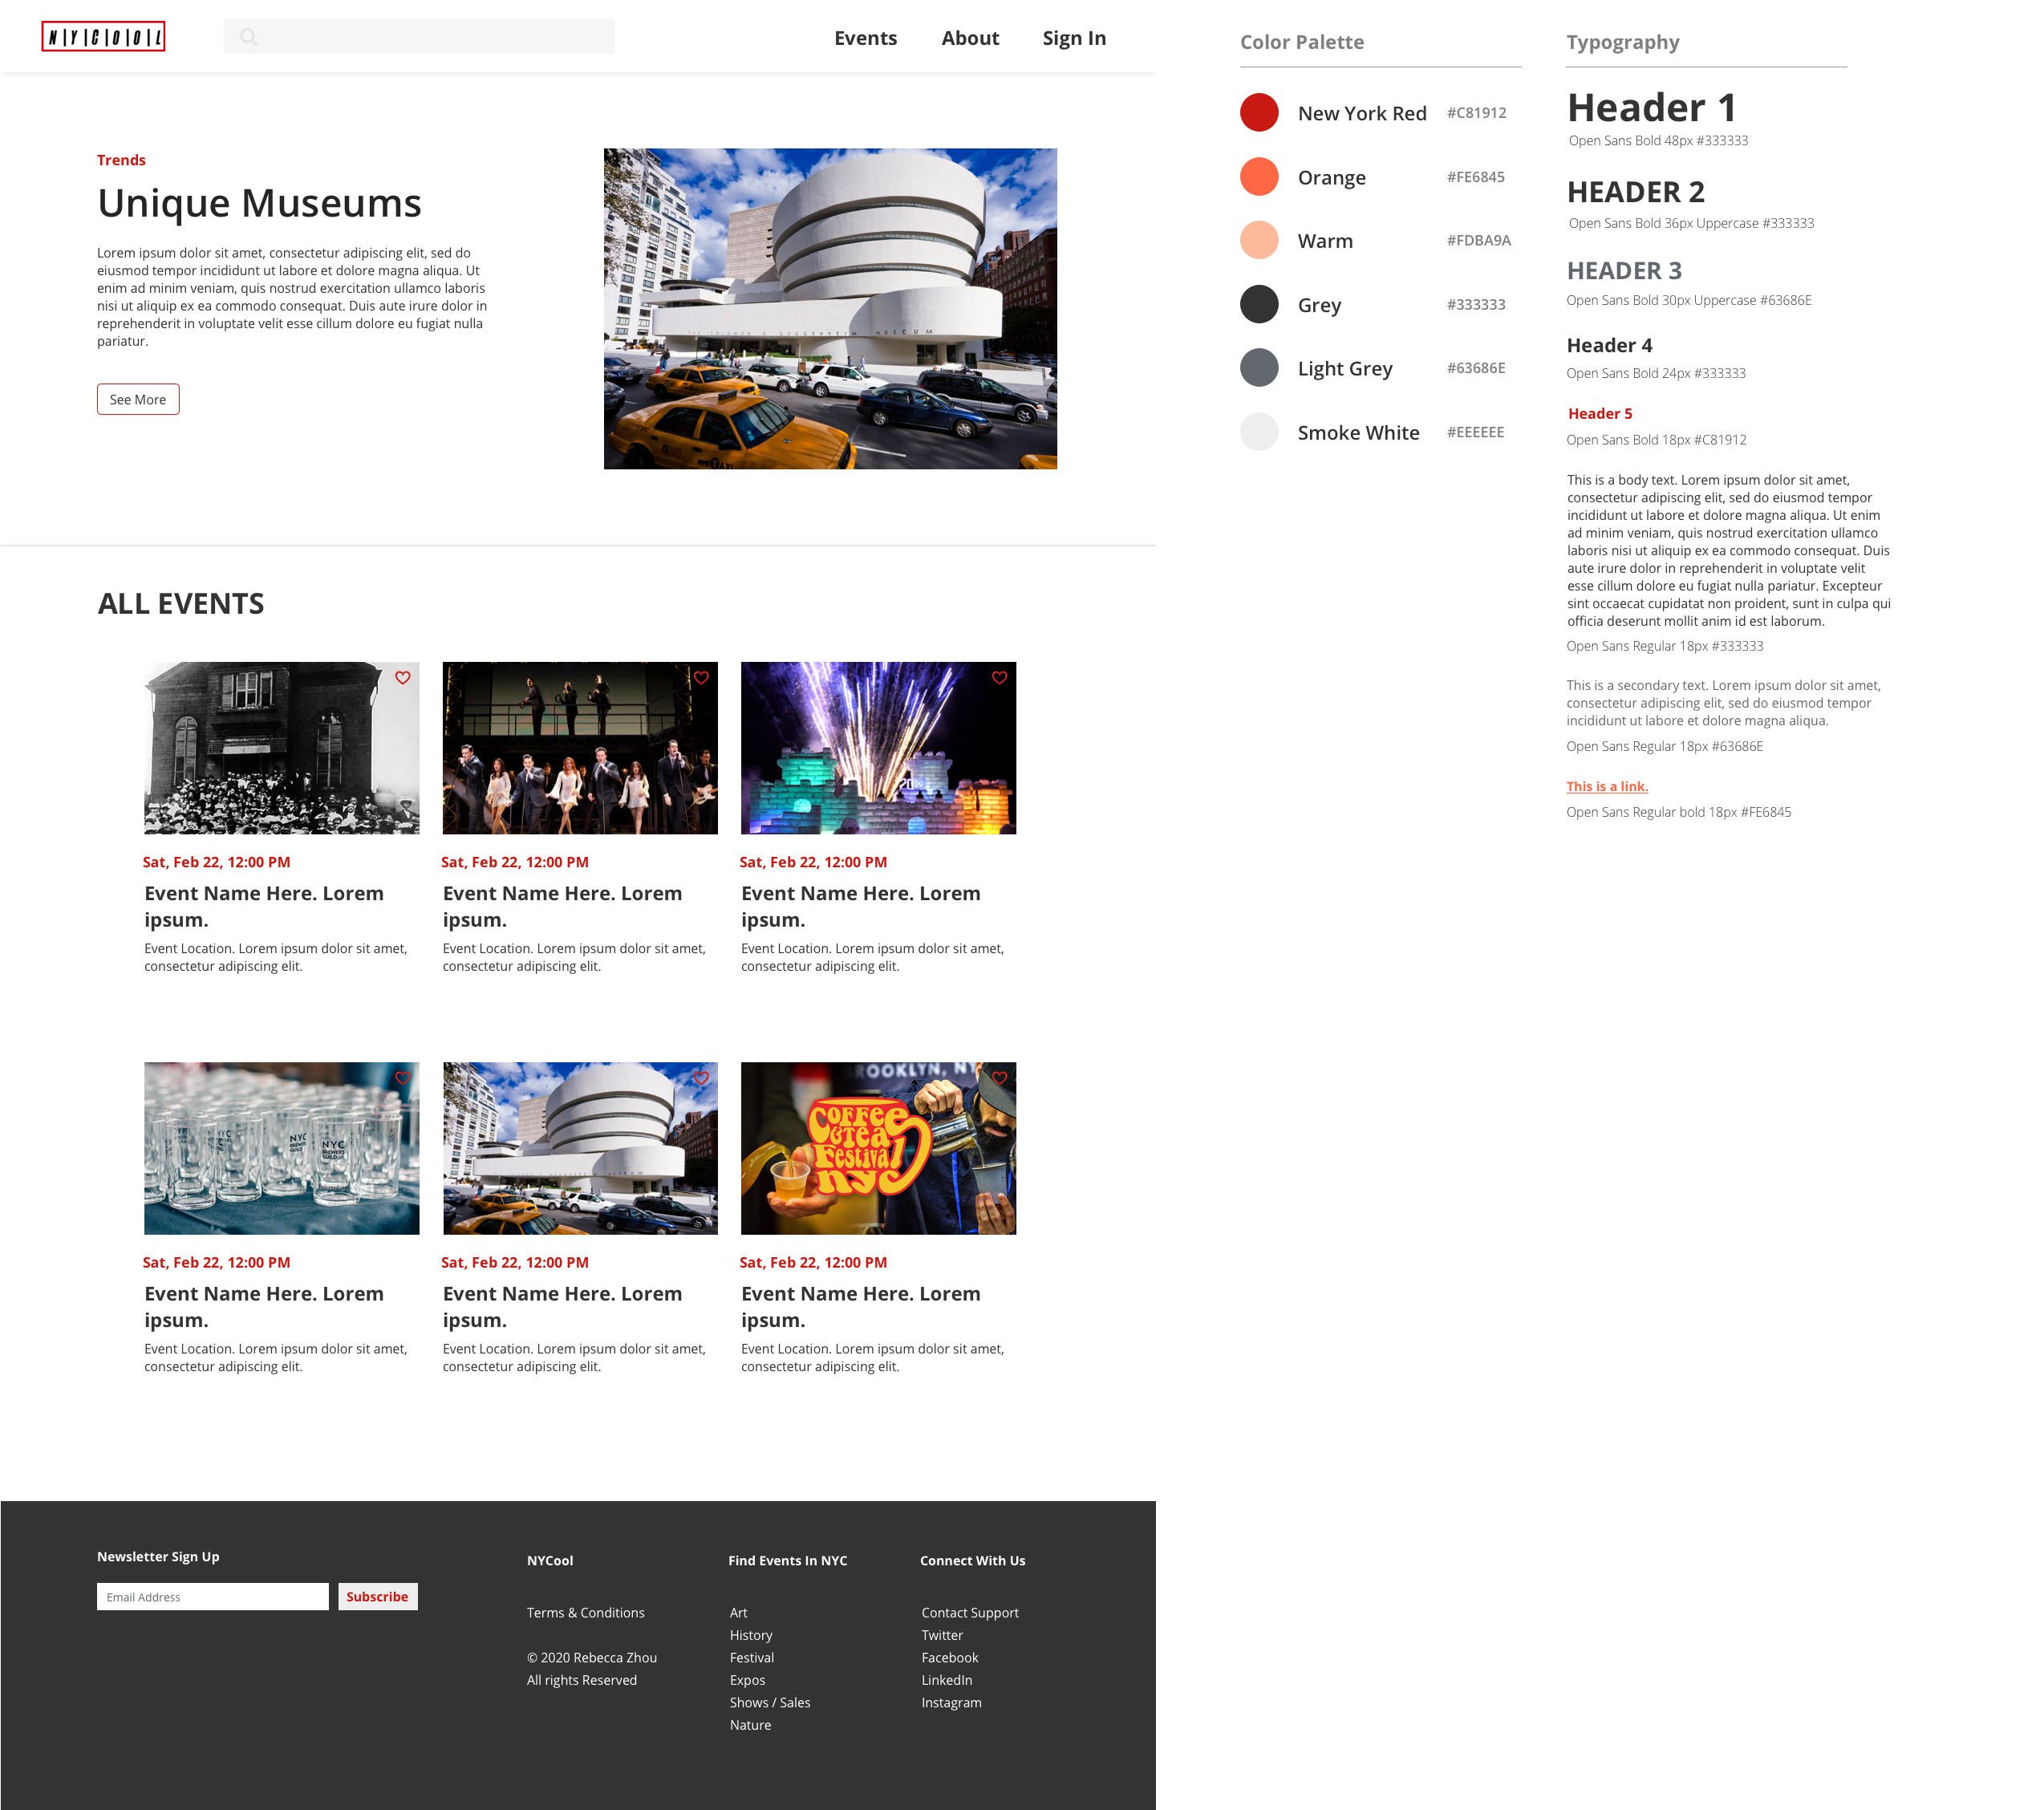 N|Y|C|O|O|L
Events
About
Sign In
Trends
Unique Museums
Lorem ipsum dolor sit amet, consectetur adipiscing elit, sed do
eiusmod tempor incididunt ut labore et dolore magna aliqua. Ut
enim ad minim veniam, quis nostrud exercitation ullamco laboris
nisi ut aliquip ex ea commodo consequat. Duis aute irure dolor in
reprehenderit in voluptate velit esse cillum dolore eu fugiat nulla
pariatur.
See More
MUSEUM
NYC TAXI
ALL EVENTS
20
Sat, Feb 22, 12:00 PM
Event Name Here. Lorem
ipsum.
Event Location. Lorem ipsum dolor sit amet,
consectetur adipiscing elit.
Sat, Feb 22, 12:00 PM
Event Name Here. Lorem
ipsum.
Event Location. Lorem ipsum dolor sit amet,
consectetur adipiscing elit.
Sat, Feb 22, 12:00 PM
Event Name Here. Lorem
ipsum.
Event Location. Lorem ipsum dolor sit amet,
consectetur adipiscing elit.
NYC
BREWERS
GUILD
BROOKLYN, NY
COFFEE
&TEA
FESTIVAL
NYC
Sat, Feb 22, 12:00 PM
Event Name Here. Lorem
ipsum.
Event Location. Lorem ipsum dolor sit amet,
consectetur adipiscing elit.
Sat, Feb 22, 12:00 PM
Event Name Here. Lorem
ipsum.
Event Location. Lorem ipsum dolor sit amet,
consectetur adipiscing elit.
Sat, Feb 22, 12:00 PM
Event Name Here. Lorem
ipsum.
Event Location. Lorem ipsum dolor sit amet,
consectetur adipiscing elit.
Newsletter Sign Up
Email Address
Subscribe
NYCool
Terms & Conditions
© 2020 Rebecca Zhou
All rights Reserved
Find Events In NYC
Art
History
Festival
Expos
Shows / Sales
Nature
Connect With Us
Contact Support
Twitter
Facebook
LinkedIn
Instagram
Color Palette
New York Red #C81912
Orange #FE6845
Warm #FDBA9A
Grey #333333
Light Grey #63686E
Smoke White #EEEEEE
Typography
Header 1
Open Sans Bold 48px #333333
HEADER 2
Open Sans Bold 36px Uppercase #333333
HEADER 3
Open Sans Bold 30px Uppercase #63686E
Header 4
Open Sans Bold 24px #333333
Header 5
Open Sans Bold 18px #C81912
This is a body text. Lorem ipsum dolor sit amet,
consectetur adipiscing elit, sed do eiusmod tempor
incididunt ut labore et dolore magna aliqua. Ut enim
ad minim veniam, quis nostrud exercitation ullamco
laboris nisi ut aliquip ex ea commodo consequat. Duis
aute irure dolor in reprehenderit in voluptate velit
esse cillum dolore eu fugiat nulla pariatur. Excepteur
sint occaecat cupidatat non proident, sunt in culpa qui
officia deserunt mollit anim id est laborum.
Open Sans Regular 18px #333333
This is a secondary text. Lorem ipsum dolor sit amet,
consectetur adipiscing elit, sed do eiusmod tempor
incididunt ut labore et dolore magna aliqua.
Open Sans Regular 18px #63686E
This is a link.
Open Sans Regular bold 18px #FE6845